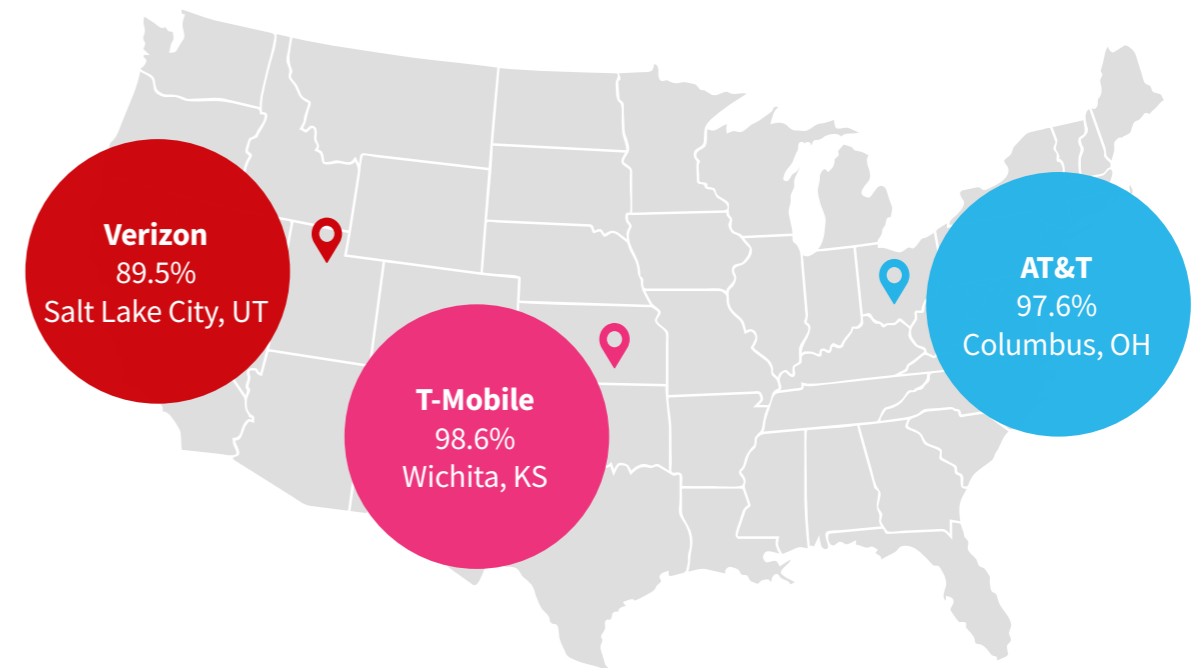 Verizon
89.5%
Salt Lake City, UT
T-Mobile
98.6%
Wichita, KS
AT&T
97.6%
Columbus, OH